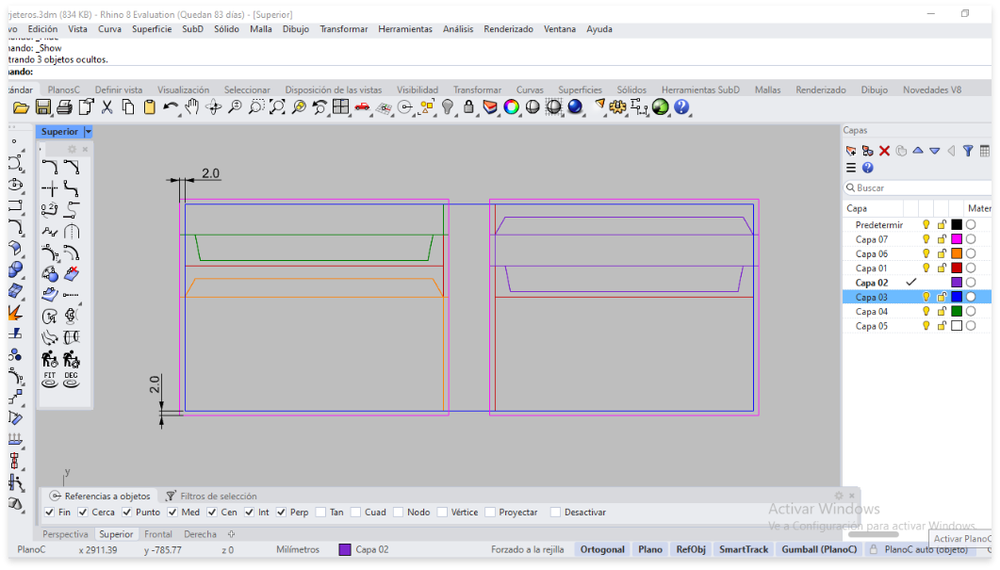 jeteros.3dm (834 KB) - Rhino 8 Evaluation (Quedan 83 días) - [Superior]
vo Edición Vista Curva Superficie SubD Sólido Malla Dibujo Transformar Herramientas Análisis Renderizado Ventana Ayuda
ando: _Show
trando 3 objetos ocultos.
ando:
ándar PlanosC Definir vista Visualización Seleccionar Disposición de las vistas Visibilidad Transformar Curvas Superficies Sólidos Herramientas SubD Mallas Renderizado Dibujo Novedades V8
Superior
FIT DEG
2.0
2.0
y
Capas
Buscar
Capa Mater
Predetermir
Capa 07
Capa 06
Capa 01
Capa 02
Capa 03
Capa 04
Capa 05
Referencias a objetos Filtros de selección
Fin Cerca Punto Med Cen Int Perp Tan Cuad Nodo Vértice Proyectar Desactivar
Activar Windows
Ve a Configuración para activar Windows.
Perspectiva Superior Frontal Derecha
Activar PlanoC
PlanoC x 2911.39 y -785.77 z 0 Milímetros Capa 02 Forzado a la rejilla Ortogonal Plano RefObj SmartTrack Gumball (PlanoC) PlanoC auto (objeto)